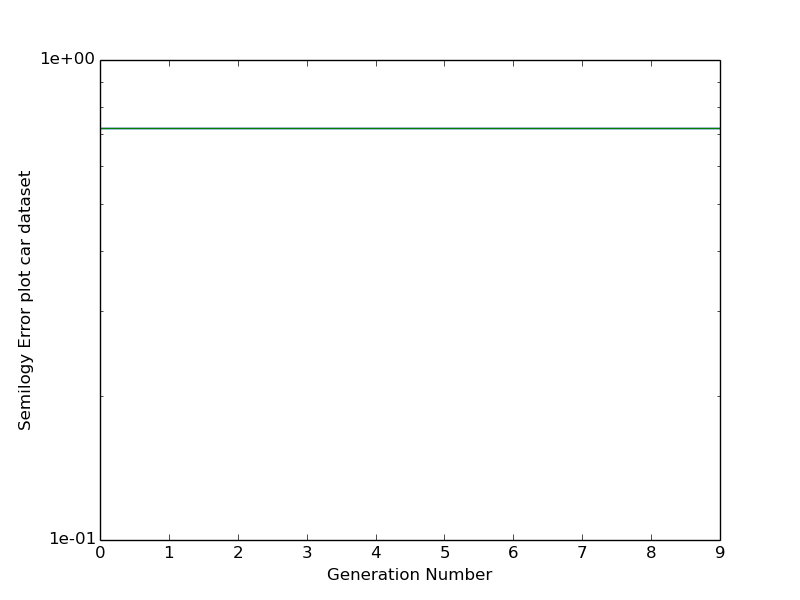 1e+00
Semilogy Error plot car dataset
1e-01
0 1 2 3 4 5 6 7 8 9
Generation Number